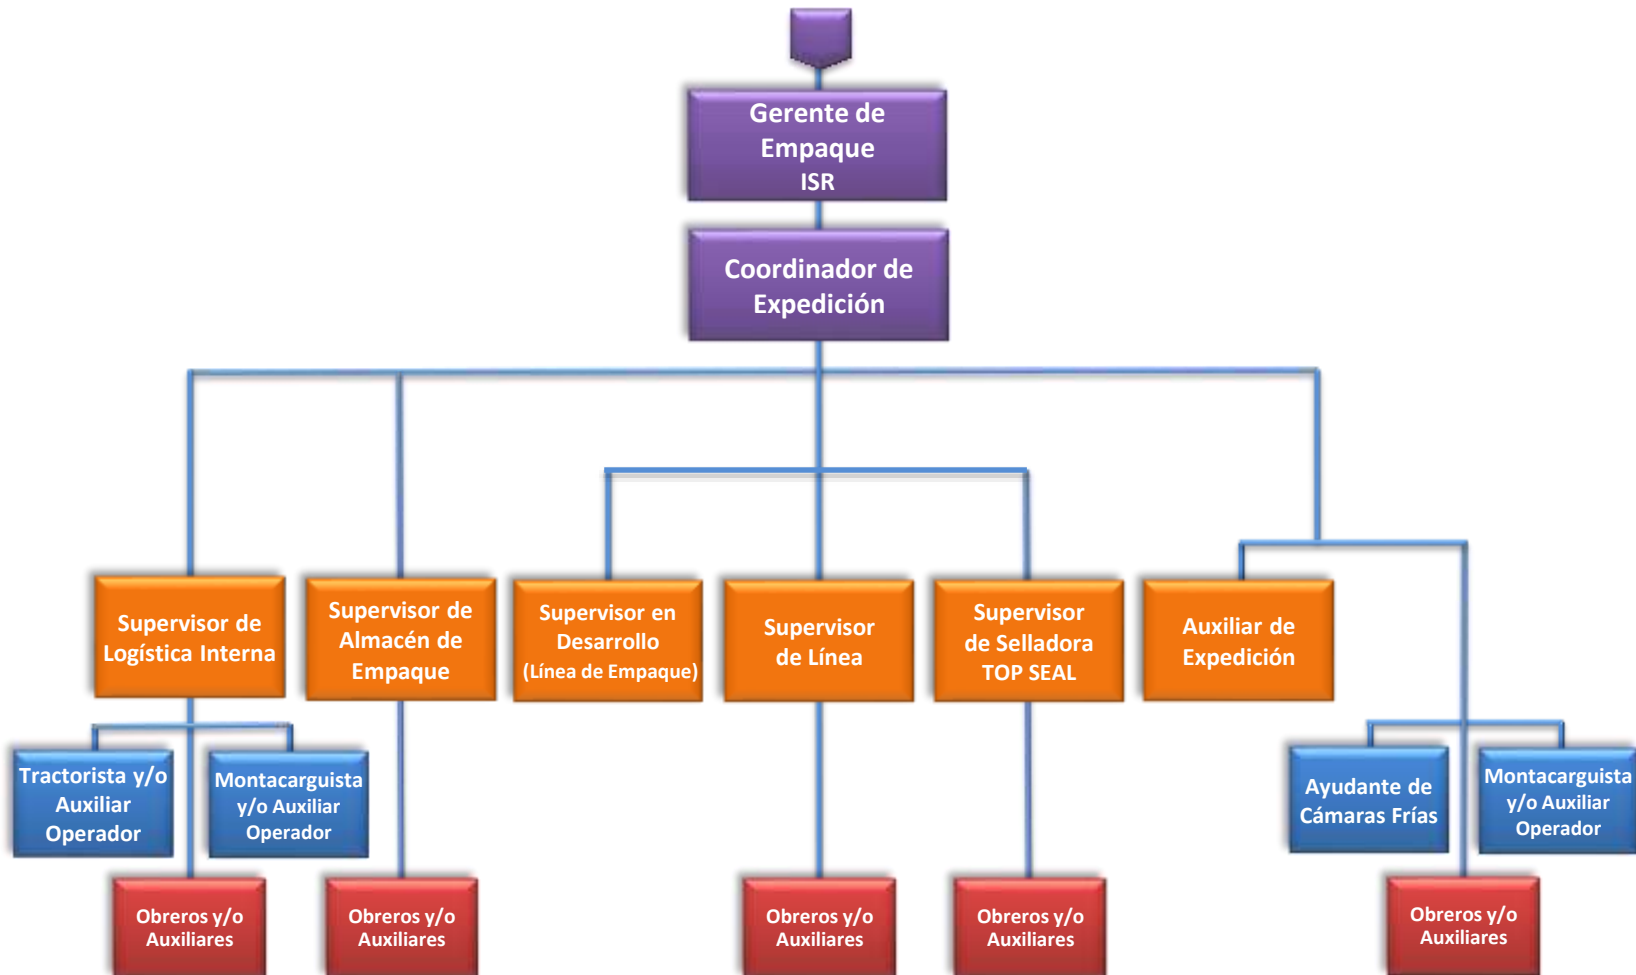 Gerente de
Empaque
ISR
Coordinador de
Expedición
Supervisor de
Logística Interna
Supervisor de
Almacén de
Empaque
Supervisor en
Desarrollo
(Línea de Empaque)
Supervisor
de Línea
Supervisor
de Selladora
TOP SEAL
Auxiliar de
Expedición
Tractorista y/o
Auxiliar
Operador
Montacarguista
y/o Auxiliar
Operador
Ayudante de
Cámaras Frías
Montacarguista
y/o Auxiliar
Operador
Obreros y/o
Auxiliares
Obreros y/o
Auxiliares
Obreros y/o
Auxiliares
Obreros y/o
Auxiliares
Obreros y/o
Auxiliares